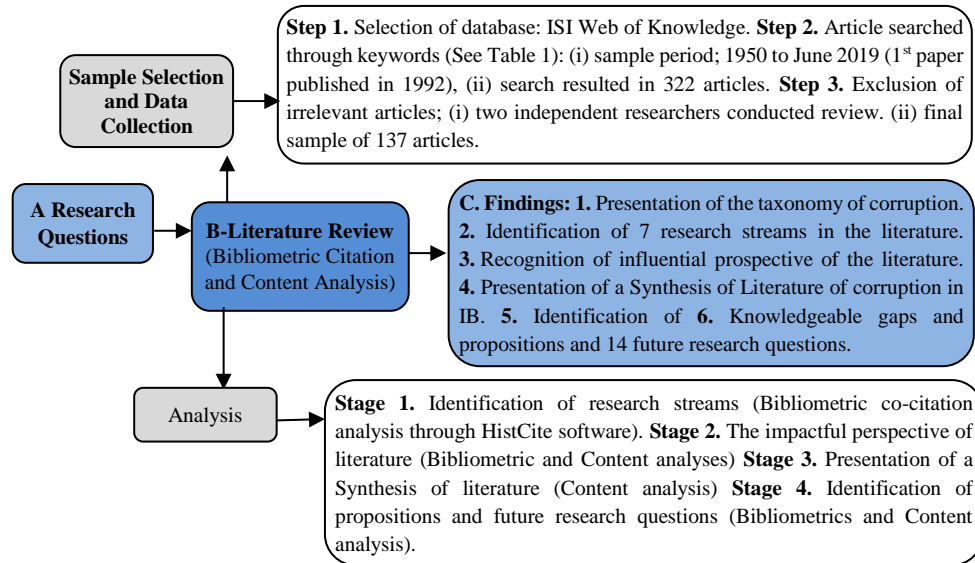 Step 1. Selection of database: ISI Web of Knowledge. Step 2. Article searched
through keywords (See Table 1): (i) sample period; 1950 to June 2019 (1st paper
published in 1992), (ii) search resulted in 322 articles. Step 3. Exclusion of
irrelevant articles; (i) two independent researchers conducted review. (ii) final
sample of 137 articles.
Sample Selection
and Data
Collection
A Research
Questions
B-Literature Review
(Bibliometric Citation
and Content Analysis)
C. Findings: 1. Presentation of the taxonomy of corruption.
2. Identification of 7 research streams in the literature.
3. Recognition of influential prospective of the literature.
4. Presentation of a Synthesis of Literature of corruption in
IB. 5. Identification of 6. Knowledgeable gaps and
propositions and 14 future research questions.
Analysis
Stage 1. Identification of research streams (Bibliometric co-citation
analysis through HistCite software). Stage 2. The impactful perspective of
literature (Bibliometric and Content analyses) Stage 3. Presentation of a
Synthesis of literature (Content analysis) Stage 4. Identification of
propositions and future research questions (Bibliometrics and Content
analysis).